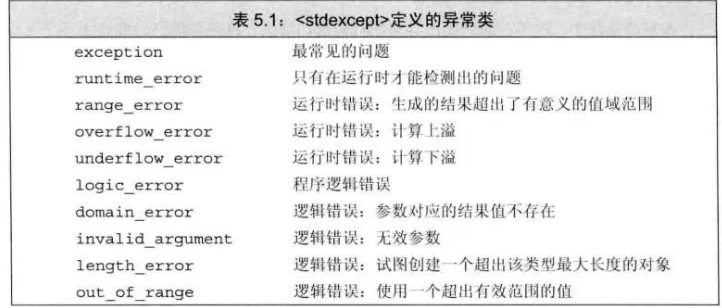 表 5.1：<stdexcept>定义的异常类
exception 最常见的问题
runtime_error 只有在运行时才能检测出的问题
range_error 运行时错误：生成的结果超出了有意义的值域范围
overflow_error 运行时错误：计算上溢
underflow_error 运行时错误：计算下溢
logic_error 程序逻辑错误
domain_error 逻辑错误：参数对应的结果值不存在
invalid_argument 逻辑错误：无效参数
length_error 逻辑错误：试图创建一个超出该类型最大长度的对象
out_of_range 逻辑错误：使用一个超出有效范围的值